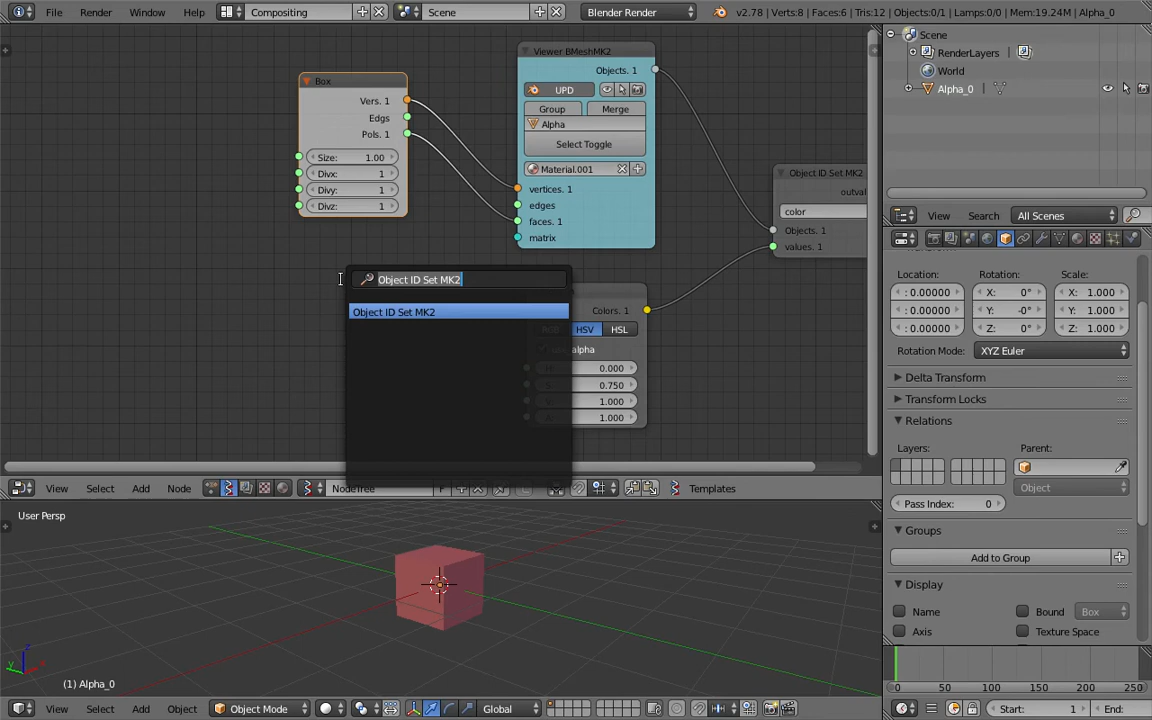 File Render Window Help Compositing Scene Blender Render v2.78 | Verts:8 | Faces:6 | Tris:12 | Objects:0/1 | Lamps:0/0 | Mem:19.24M | Alpha_0
Box
Vers. 1
Edgs
Pols. 1
Size: 1.00
Divx: 1
Divy: 1
Divz: 1
Viewer BMeshMK2
Objects. 1
UPD
Group Merge
Alpha
Select Toggle
Material.001
vertices. 1
edges
faces. 1
matrix
Object ID Set MK2
outval
color
Objects. 1
values. 1
Object ID Set MK2
Object ID Set MK2
Colors. 1
RGB HSV HSL
alpha
0.000
S 0.750
1.000
1.000
View Select Add Node NodeTree F Templates
User Persp
(1) Alpha_0
View Select Add Object Object Mode Global
Scene
RenderLayers
World
Alpha_0
View Search All Scenes
Location: Rotation: Scale:
: 0.00000 X: 0° X: 1.000
: 0.00000 Y: -0° Y: 1.000
: 0.00000 Z: 0° Z: 1.000
Rotation Mode: XYZ Euler
Delta Transform
Transform Locks
Relations
Layers: Parent:
Object
Pass Index: 0
Groups
Add to Group
Display
Name Bound Box
Axis Texture Space
0 50 100 150 200 250
Start: 1 End: